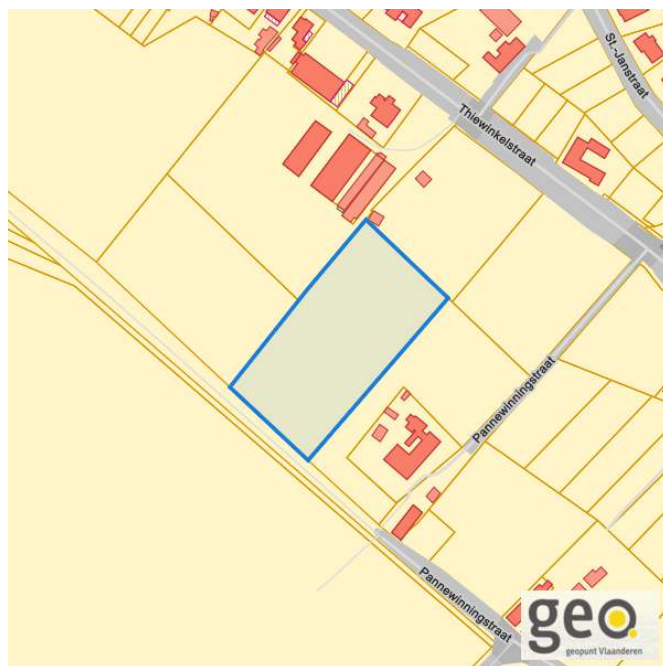 St.-Janstraat
Thiewinkelstraat
Pannewinningstraat
Pannewinningstraat
geo.
geopunt Vlaanderen